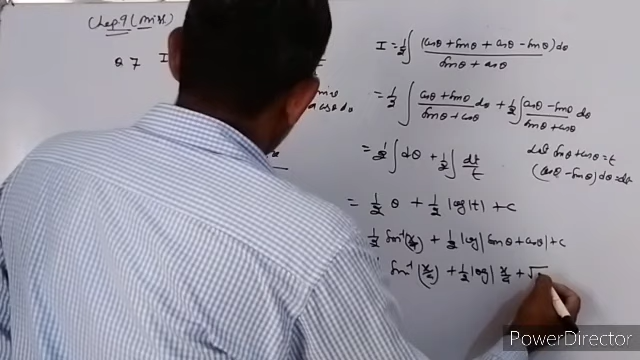 Chap 9 (Misc)
Q 7 I
I = 1/2 ∫ (cosθ + sinθ + cosθ - sinθ) dθ / sinθ + cosθ
= 1/2 ∫ cosθ + sinθ / sinθ + cosθ dθ + 1/2 ∫ cosθ - sinθ / sinθ + cosθ dθ
= 1/2 ∫ dθ + 1/2 ∫ dt/t
Let sinθ + cosθ = t
(cosθ - sinθ) dθ = dt
= 1/2 θ + 1/2 log|t| + c
1/2 sin⁻¹(x/a) + 1/2 log|sinθ + cosθ| + c
sin⁻¹(x/a) + 1/2 log| x/a + √
PowerDirector